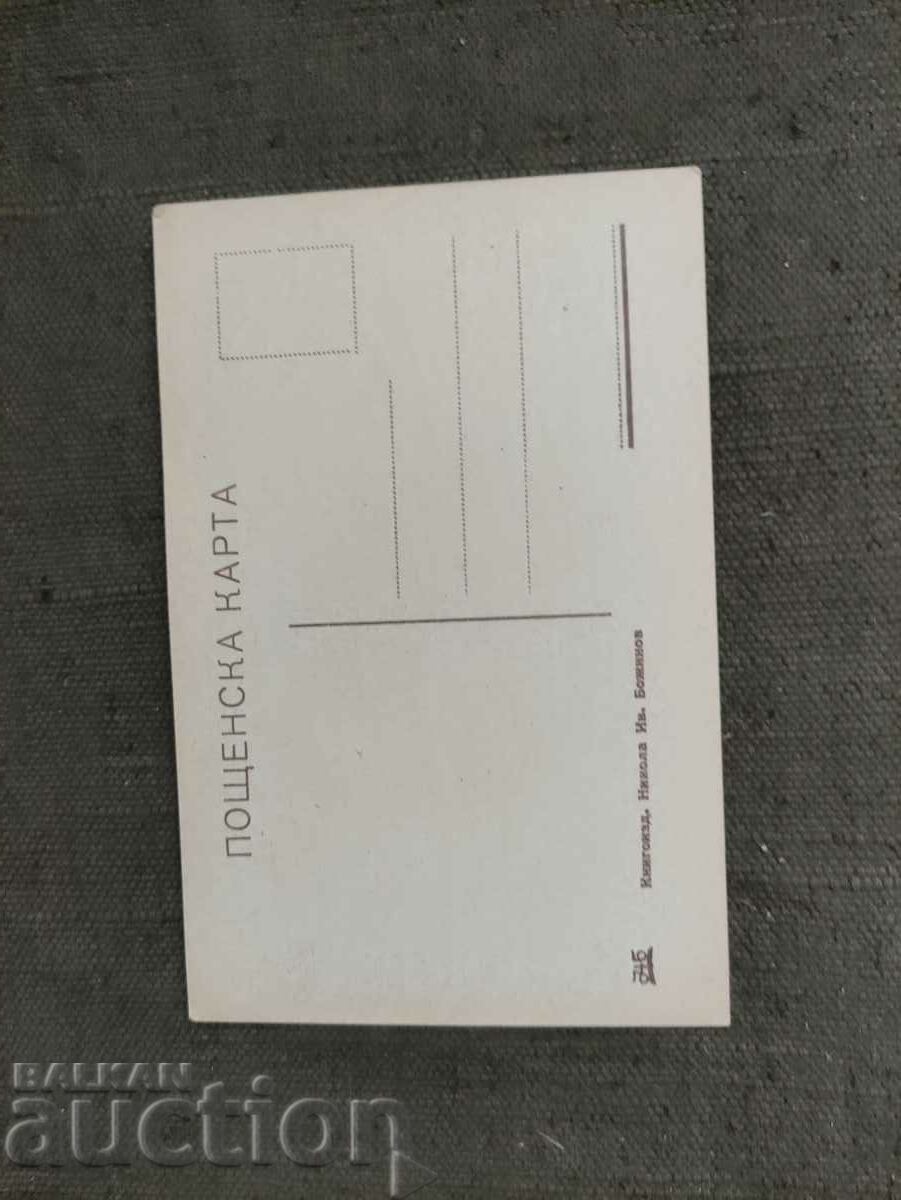 ПОЩЕНСКА КАРТА
Книгоизд. Никола Ив. Божинов
BALKAN
auction